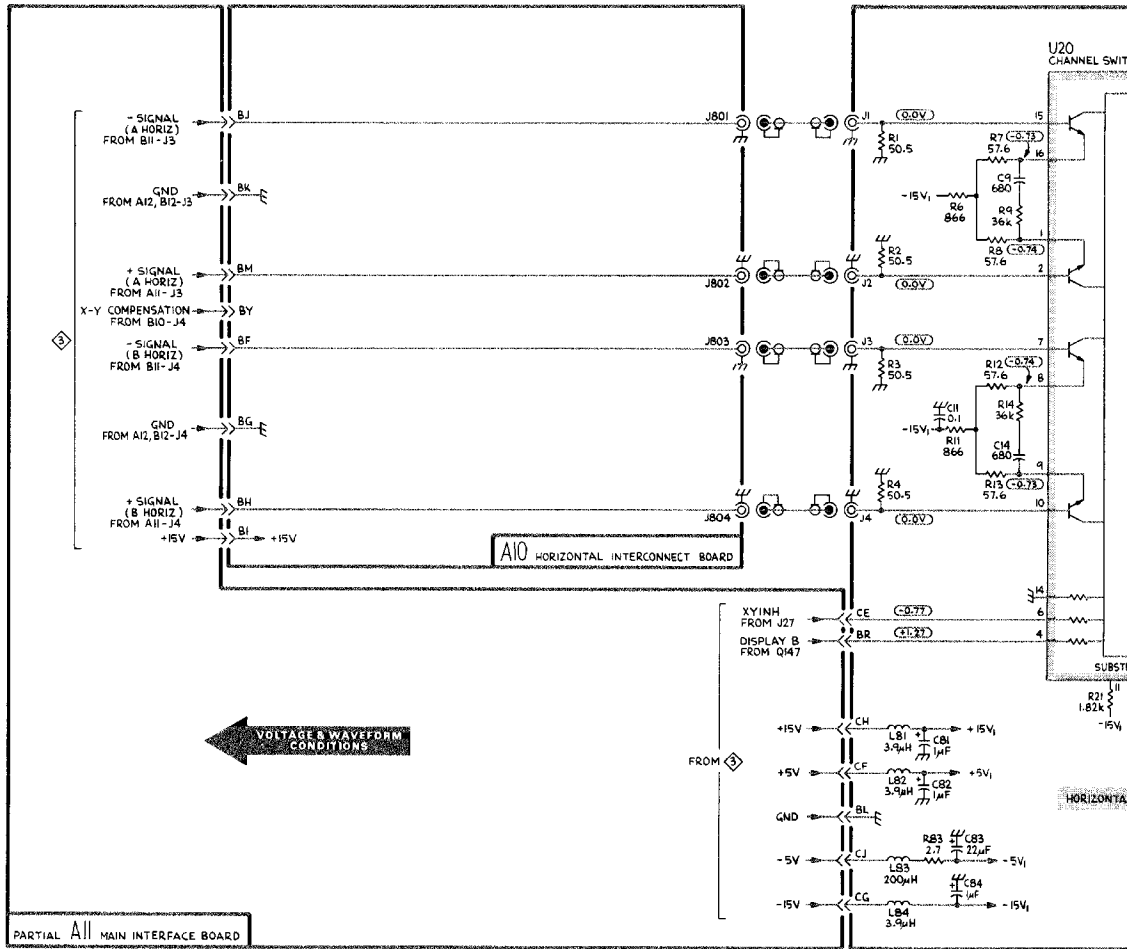 U20
CHANNEL SWIT
- SIGNAL
(A HORIZ)
FROM B11-J3
BJ
J801
J1
0.0V
15
R1
50.5
R7
57.6
-0.73
16
C9
680
GND
FROM A12, B12-J3
BK
-15V1
R6
866
R9
36k
R2
50.5
R8
57.6
-0.74
1
+ SIGNAL
(A HORIZ)
FROM A11-J3
BM
J802
J2
0.0V
2
X-Y COMPENSATION
FROM B10-J4
BY
3
- SIGNAL
(B HORIZ)
FROM B11-J4
BF
J803
J3
0.0V
7
R3
50.5
R12
57.6
-0.74
8
R14
36k
C11
0.1
-15V1
R11
866
C14
680
GND
FROM A12, B12-J4
BG
R4
50.5
R13
57.6
-0.73
9
+ SIGNAL
(B HORIZ)
FROM A11-J4
BH
J804
J4
0.0V
10
+15V
BI
+15V
A10 HORIZONTAL INTERCONNECT BOARD
14
XYINH
FROM J27
CE
-0.77
6
DISPLAY B
FROM Q147
BR
+1.27
4
SUBSTR
11
R21
1.82k
-15V1
VOLTAGE & WAVEFORM
CONDITIONS
FROM 3
+15V
CH
L81
3.9µH
+
C81
1µF
+15V1
+5V
CF
L82
3.9µH
+
C82
1µF
+5V1
HORIZONTA
GND
BL
-5V
CJ
L83
200µH
R83
2.7
+
C83
22µF
-5V1
-15V
CG
L84
3.9µH
+
C84
1µF
-15V1
PARTIAL A11 MAIN INTERFACE BOARD